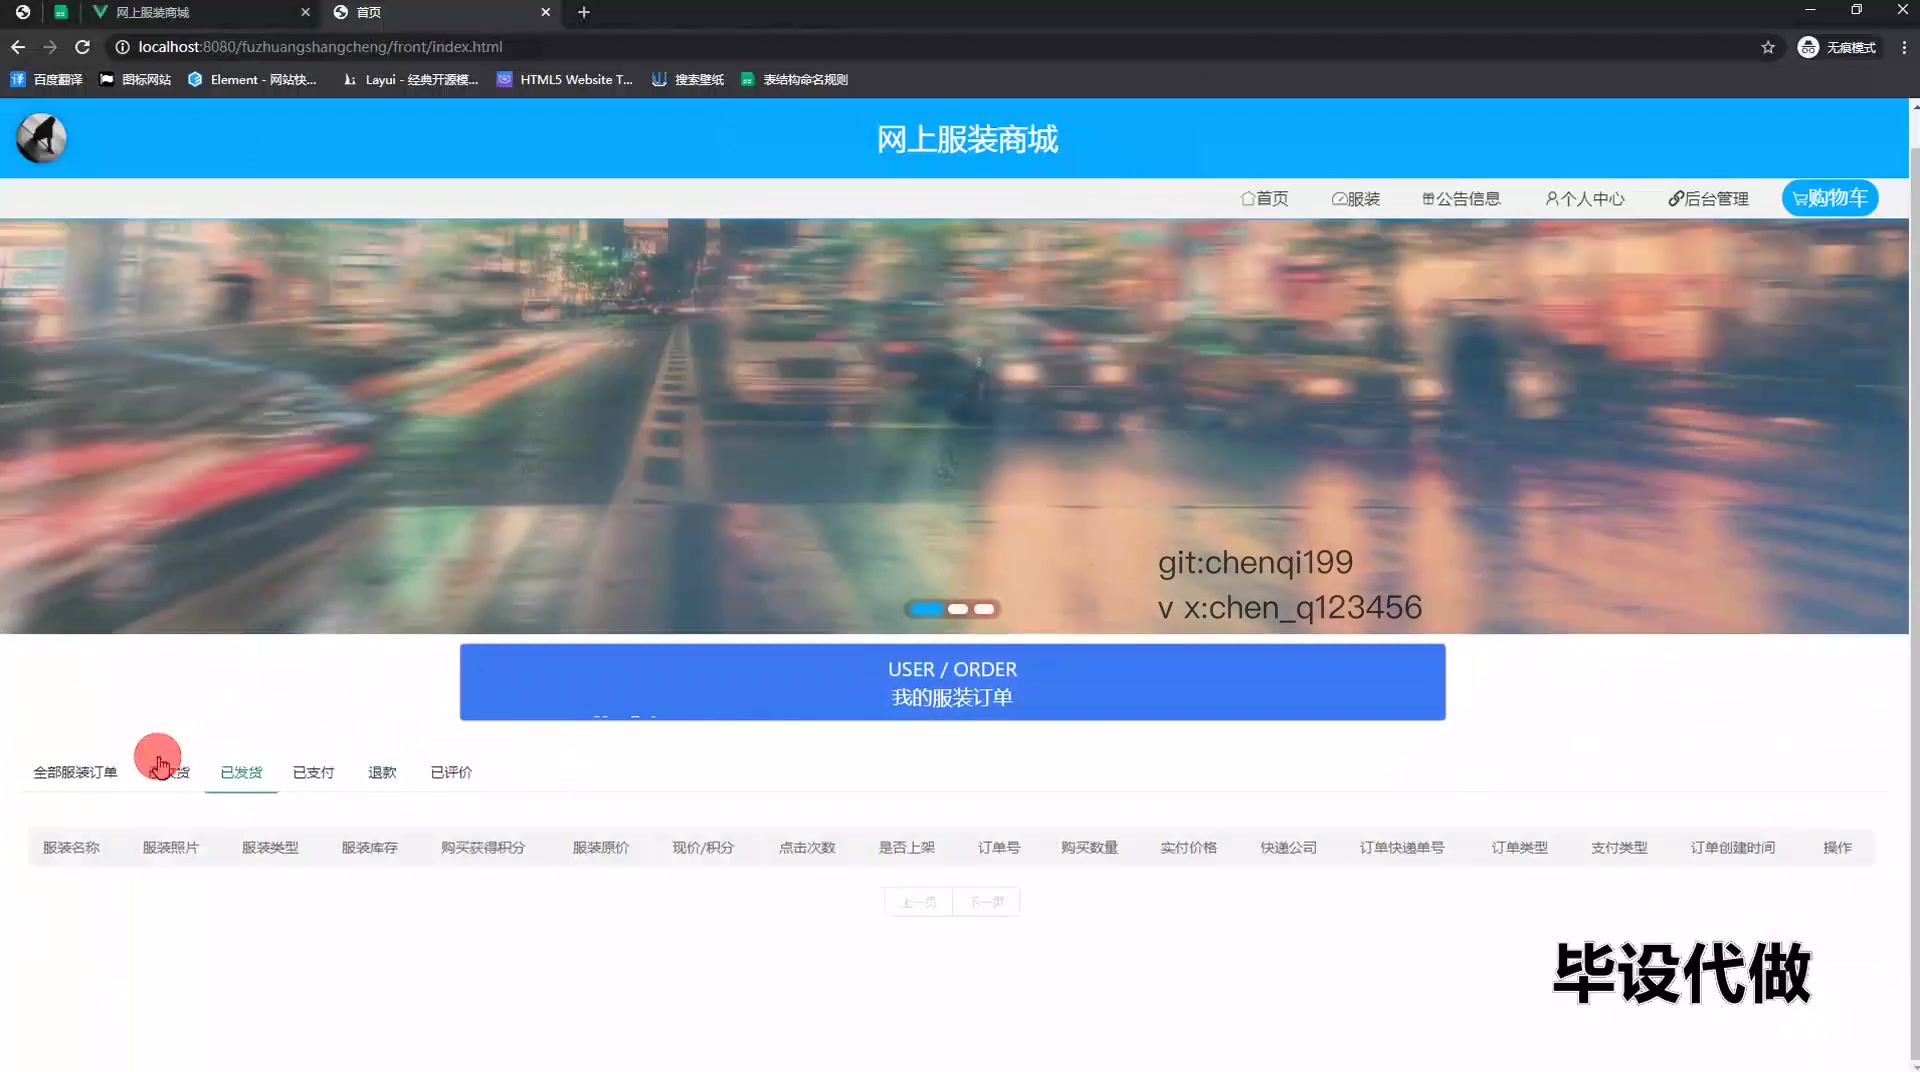 网上服装商城
首页
localhost:8080/fuzhuangshangcheng/front/index.html
无痕模式
百度翻译
图标网站
Element - 网站快...
Layui - 经典开源模...
HTML5 Website T...
搜索壁纸
表结构命名规则
网上服装商城
首页
服装
公告信息
个人中心
后台管理
购物车
git:chenqi199
v x:chen_q123456
USER / ORDER
我的服装订单
全部服装订单
货
已发货
已支付
退款
已评价
服装名称
服装照片
服装类型
服装库存
购买获得积分
服装原价
现价/积分
点击次数
是否上架
订单号
购买数量
实付价格
快递公司
订单快递单号
订单类型
支付类型
订单创建时间
操作
上一页
下一页
毕设代做